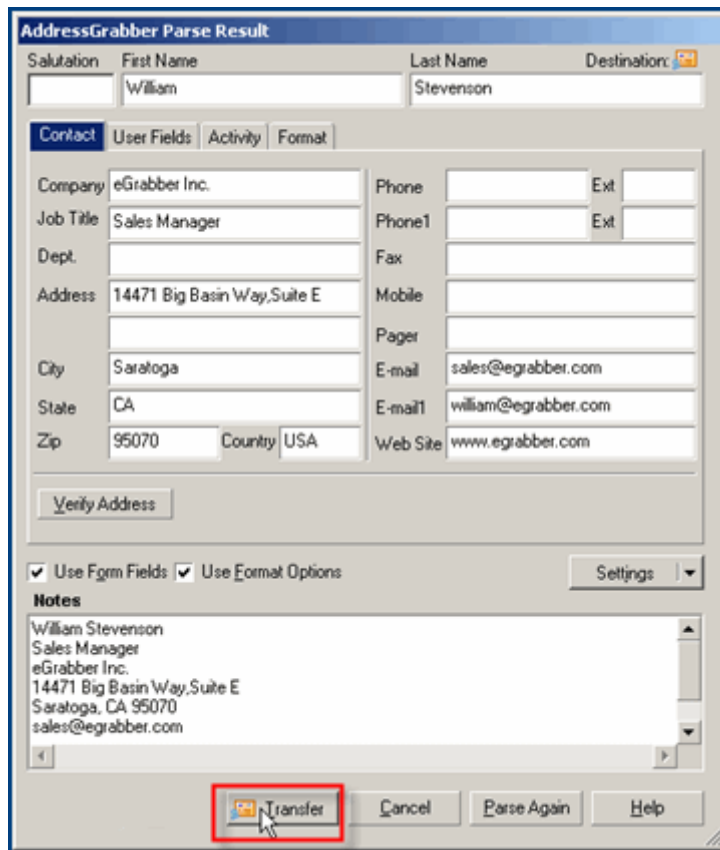 AddressGrabber Parse Result
Salutation First Name Last Name Destination:
William Stevenson
Contact User Fields Activity Format
Company eGrabber Inc. Phone Ext
Job Title Sales Manager Phone1 Ext
Dept. Fax
Address 14471 Big Basin Way,Suite E Mobile
Pager
City Saratoga E-mail sales@egrabber.com
State CA E-mail1 william@egrabber.com
Zip 95070 Country USA Web Site www.egrabber.com
Verify Address
Use Form Fields Use Format Options Settings
Notes
William Stevenson
Sales Manager
eGrabber Inc.
14471 Big Basin Way,Suite E
Saratoga, CA 95070
sales@egrabber.com
Transfer Cancel Parse Again Help